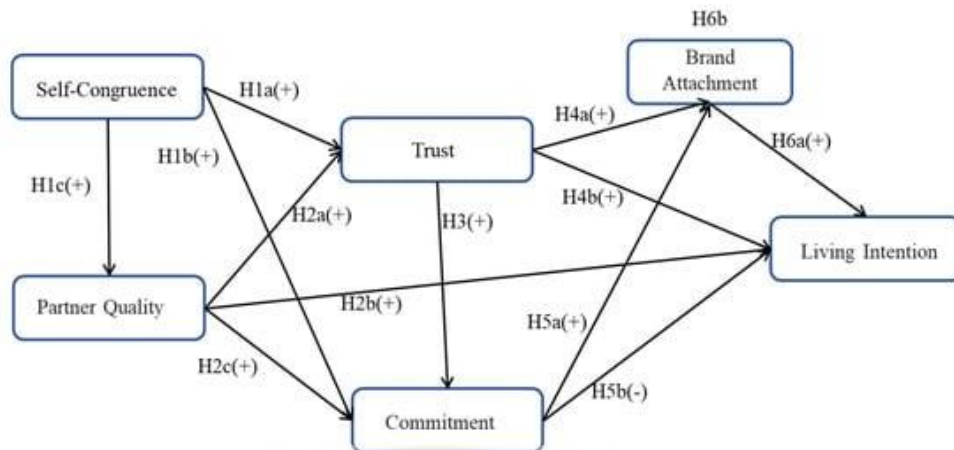 H6b
Brand
Attachment
Self-Congruence
H1a(+)
H4a(+)
H6a(+)
H1b(+)
Trust
H1c(+)
H4b(+)
H2a(+)
H3(+)
Living Intention
Partner Quality
H2b(+)
H5a(+)
H2c(+)
H5b(-)
Commitment